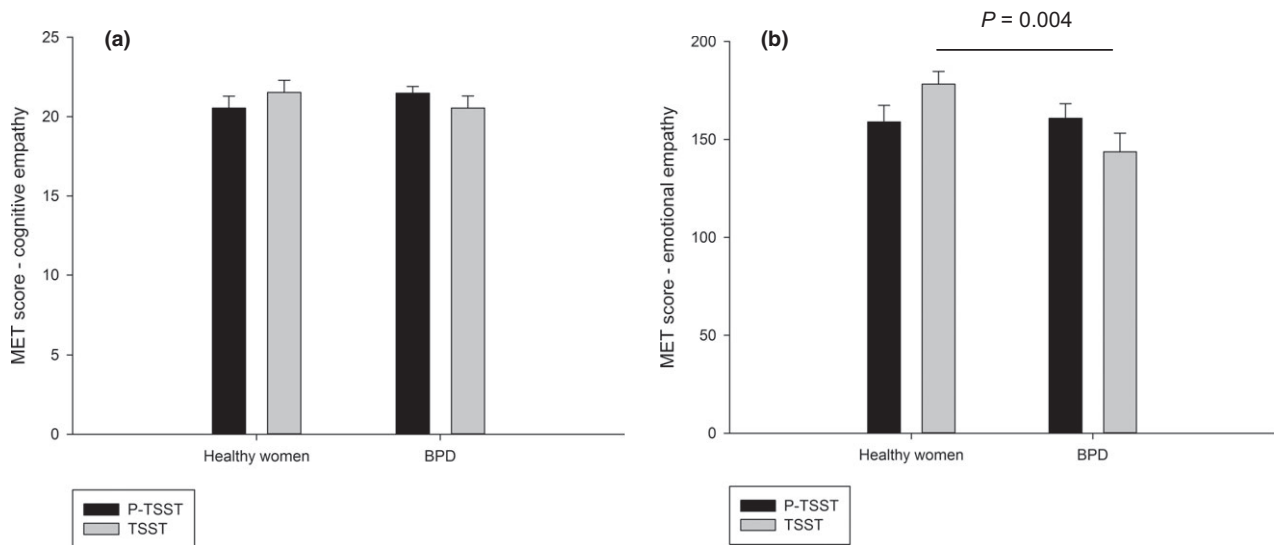 (a)
25
20
15
10
5
0
MET score - cognitive empathy
Healthy women
BPD
P-TSST
TSST
P = 0.004
(b)
200
150
100
50
0
MET score - emotional empathy
Healthy women
BPD
P-TSST
TSST